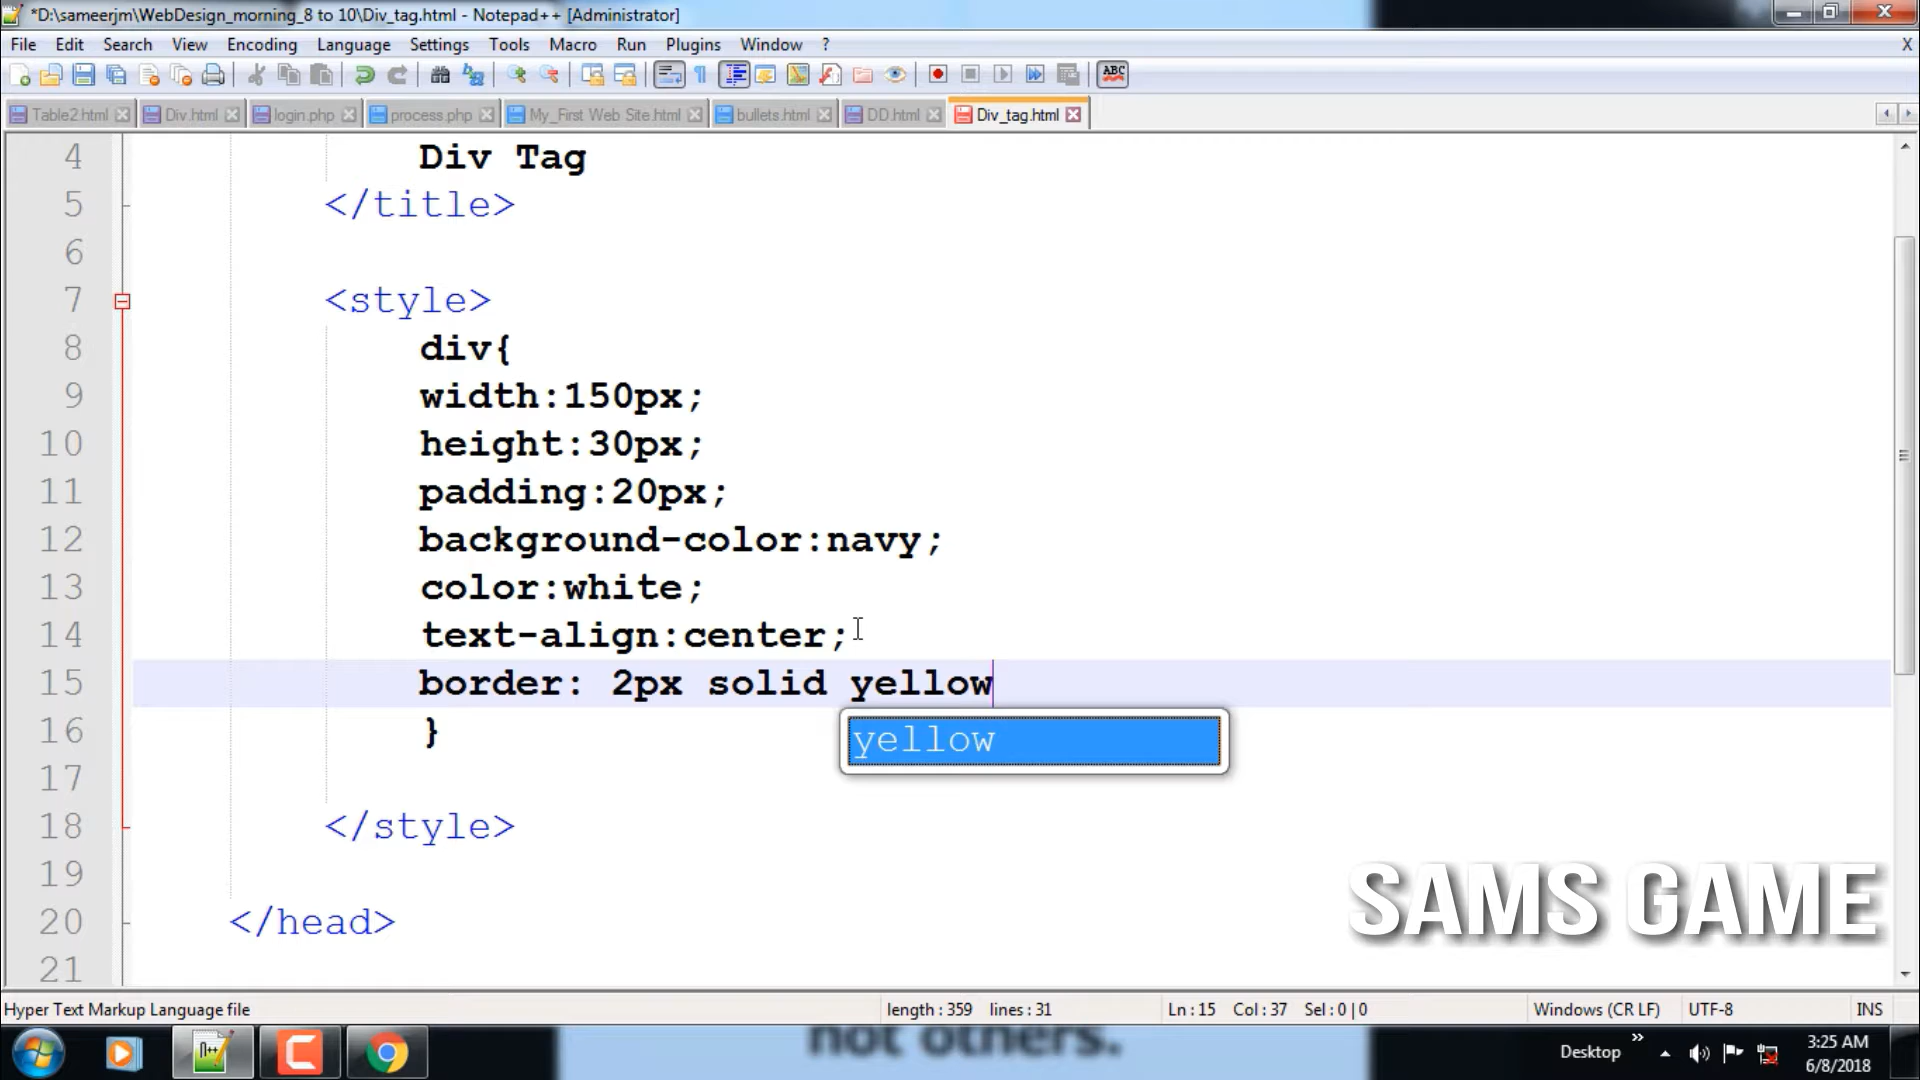 *D:\sameerjm\WebDesign_morning_8 to 10\Div_tag.html - Notepad++ [Administrator]
File Edit Search View Encoding Language Settings Tools Macro Run Plugins Window ? X
ABC
Table2.html Div.html login.php process.php My_First Web Site.html bullets.html DD.html Div_tag.html
4 Div Tag
5 </title>
6
7 <style>
8 div{
9 width:150px;
10 height:30px;
11 padding:20px;
12 background-color:navy;
13 color:white;
14 text-align:center;
15 border: 2px solid yellow
16 }
yellow
17
18 </style>
19
20 </head>
21
SAMS GAME
Hyper Text Markup Language file length : 359 lines : 31 Ln : 15 Col : 37 Sel : 0 | 0 Windows (CR LF) UTF-8 INS
not others.
Desktop » 3:25 AM
6/8/2018